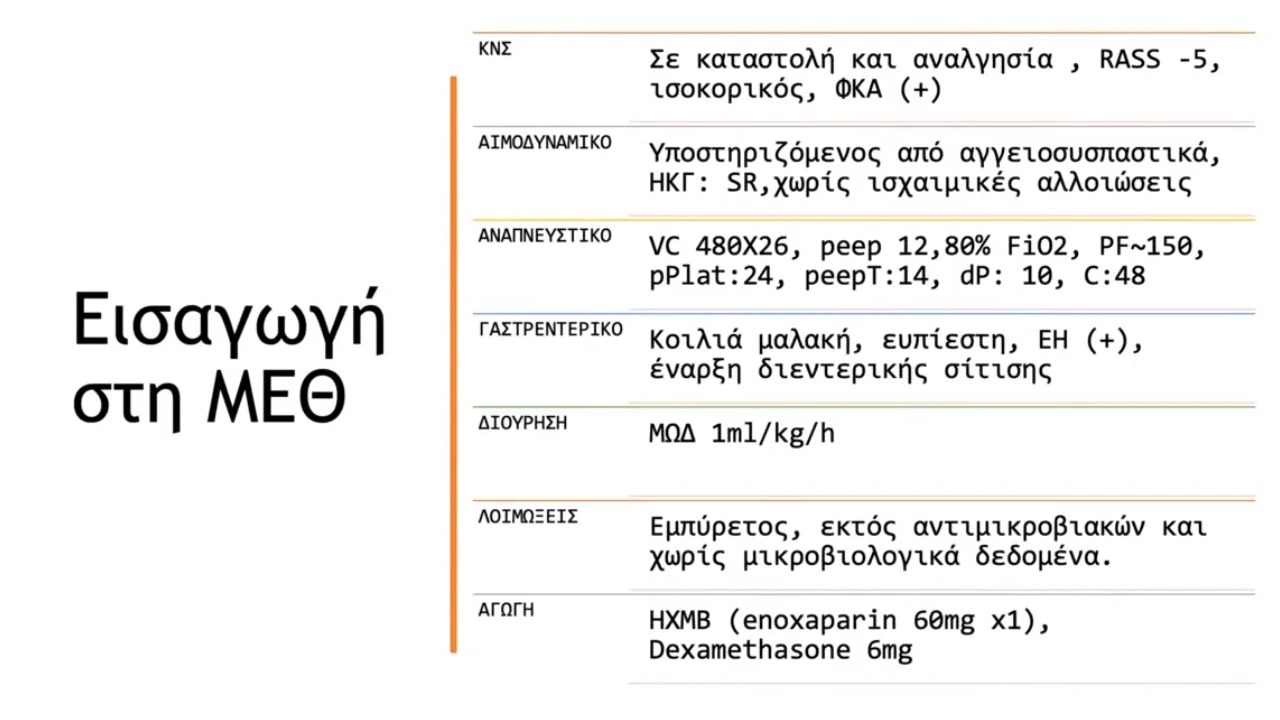 Εισαγωγή
στη ΜΕΘ
ΚΝΣ
Σε καταστολή και αναλγησία , RASS -5,
ισοκορικός, ΦΚΑ (+)
ΑΙΜΟΔΥΝΑΜΙΚΟ
Υποστηριζόμενος από αγγειοσυσπαστικά,
ΗΚΓ: SR,χωρίς ισχαιμικές αλλοιώσεις
ΑΝΑΠΝΕΥΣΤΙΚΟ
VC 480X26, peep 12,80% FiO2, PF~150,
pPlat:24, peepT:14, dP: 10, C:48
ΓΑΣΤΡΕΝΤΕΡΙΚΟ
Κοιλιά μαλακή, ευπίεστη, ΕΗ (+),
έναρξη διεντερικής σίτισης
ΔΙΟΥΡΗΣΗ
ΜΩΔ 1ml/kg/h
ΛΟΙΜΩΞΕΙΣ
Εμπύρετος, εκτός αντιμικροβιακών και
χωρίς μικροβιολογικά δεδομένα.
ΑΓΩΓΗ
ΗΧΜΒ (enoxaparin 60mg x1),
Dexamethasone 6mg